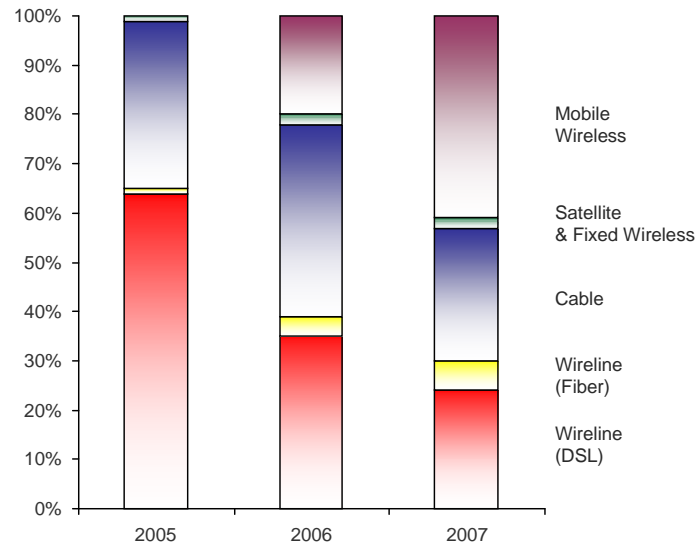 100%
90%
80%
70%
60%
50%
40%
30%
20%
10%
0%
2005 2006 2007
Mobile
Wireless
Satellite
& Fixed Wireless
Cable
Wireline
(Fiber)
Wireline
(DSL)